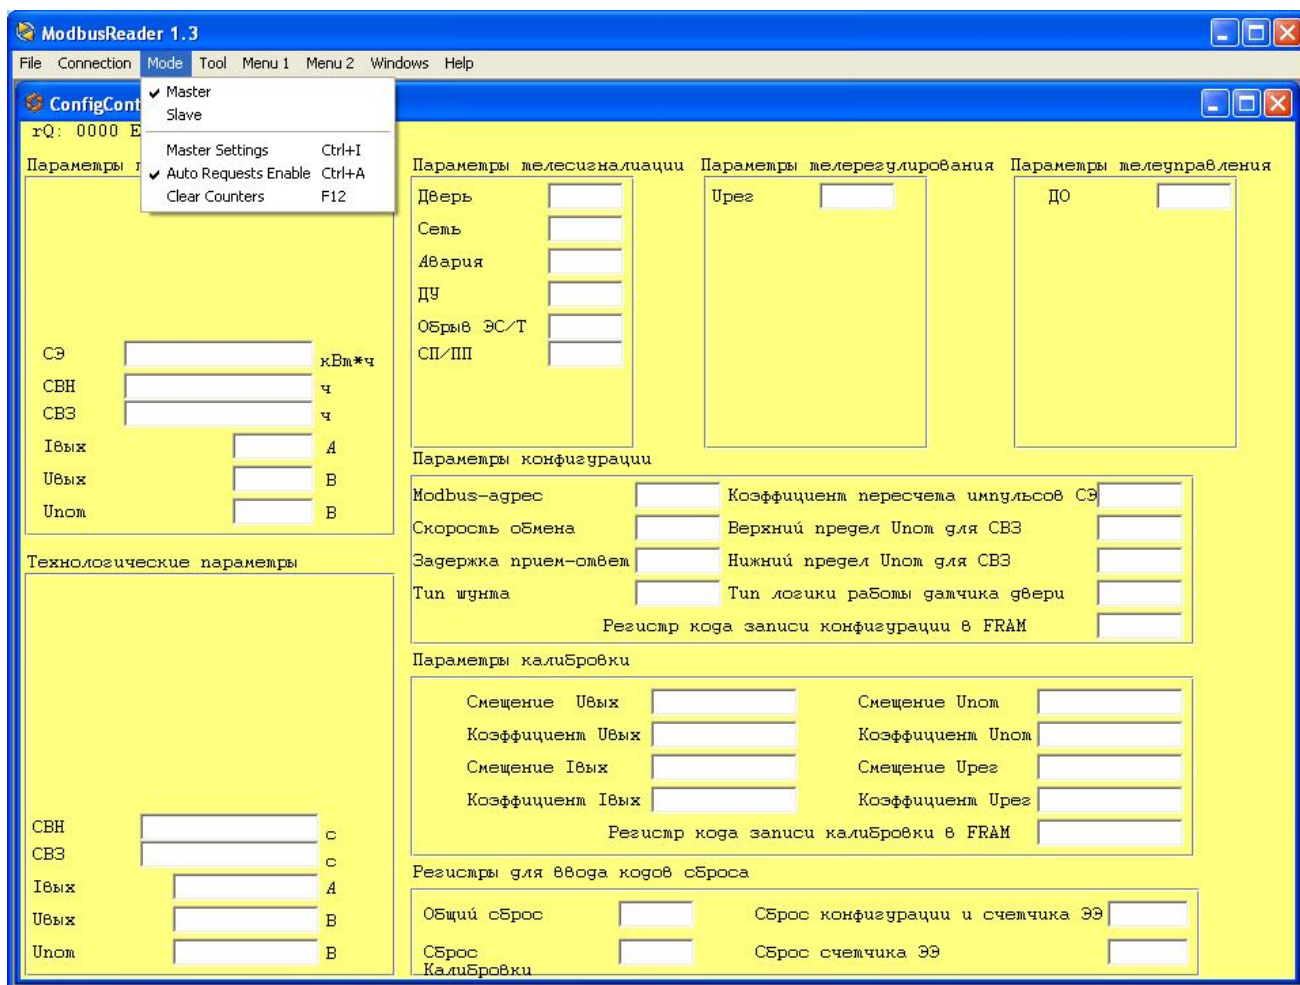 ModbusReader 1.3
File Connection Mode Tool Menu 1 Menu 2 Windows Help
Master
Slave
Master Settings Ctrl+I
Auto Requests Enable Ctrl+A
Clear Counters F12
ConfigCont
rQ: 0000 E
Параметры
СЭ кВт*ч
СВН ч
СВЗ ч
Iвых А
Uвых В
Uпот В
Технологические параметры
СВН с
СВЗ с
Iвых А
Uвых В
Uпот В
Параметры телесигналиации
Дверь
Сеть
Авария
ДУ
Обрыв ЭС/Т
СП/ПП
Параметры телерегулирования
Uрег
Параметры телеуправления
ДО
Параметры конфигурации
Modbus-адрес Коэффициент пересчета импульсов СЭ
Скорость обмена Верхний предел Uпот для СВЗ
Задержка прием-ответ Нижний предел Uпот для СВЗ
Тип шунта Тип логики работы датчика двери
Регистр кода записи конфигурации в FRAM
Параметры калибровки
Смещение Uвых Смещение Uпот
Коэффициент Uвых Коэффициент Uпот
Смещение Iвых Смещение Uрег
Коэффициент Iвых Коэффициент Uрег
Регистр кода записи калибровки в FRAM
Регистры для ввода кодов сброса
Общий сброс Сброс конфигурации и счетчика ЭЭ
Сброс Сброс счетчика ЭЭ
Калибровки